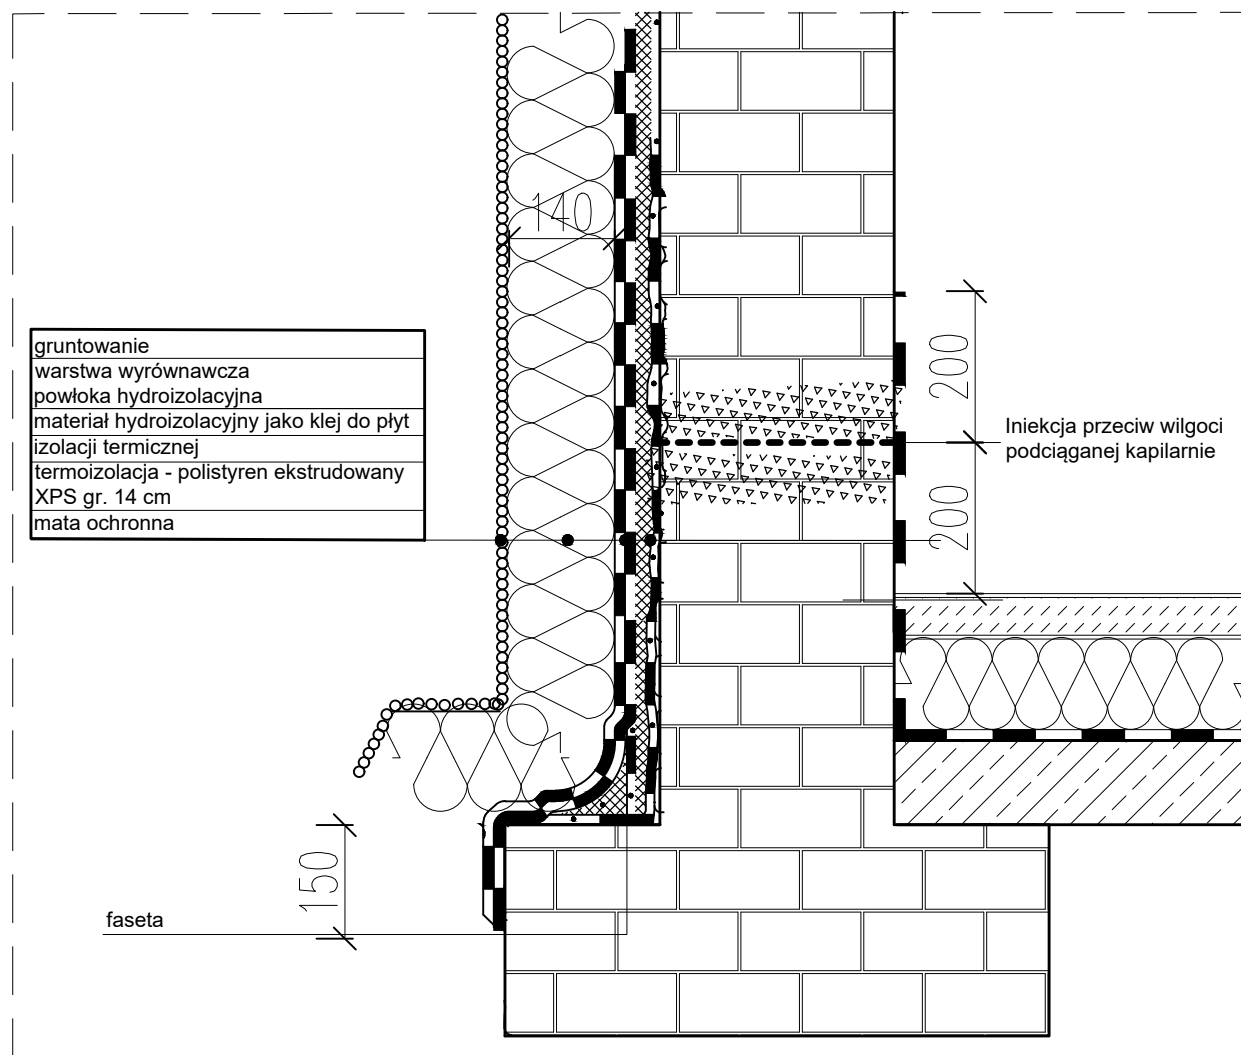 140
gruntowanie
warstwa wyrównawcza
powłoka hydroizolacyjna
materiał hydroizolacyjny jako klej do płyt
izolacji termicznej
termoizolacja - polistyren ekstrudowany
XPS gr. 14 cm
mata ochronna
200
Iniekcja przeciw wilgoci
podciąganej kapilarnie
200
150
faseta